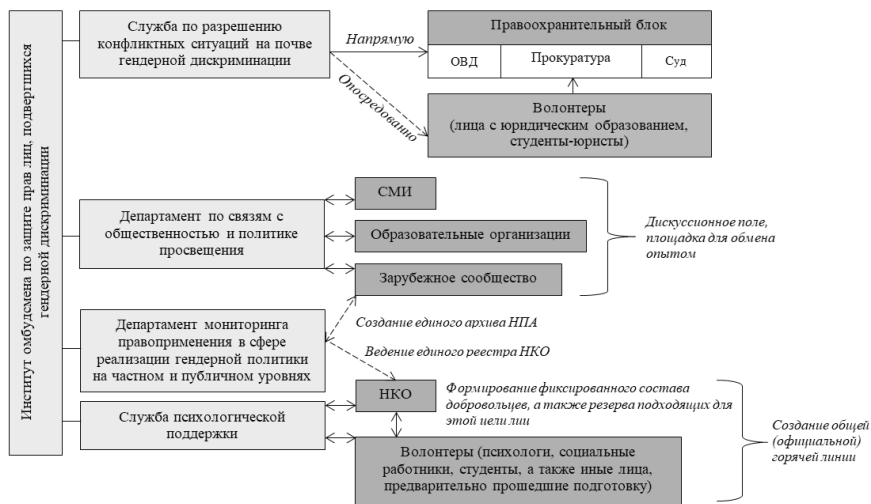 Институт омбудсмена по защите прав лиц, подвергшихся
гендерной дискриминации
Служба по разрешению
конфликтных ситуаций на почве
гендерной дискриминации
Напрямую
Опосредованно
Правоохранительный блок
ОВД
Прокуратура
Суд
Волонтеры
(лица с юридическим образованием,
студенты-юристы)
Департамент по связям с
общественностью и политике
просвещения
СМИ
Образовательные организации
Зарубежное сообщество
Дискуссионное поле,
площадка для обмена
опытом
Департамент мониторинга
правоприменения в сфере
реализации гендерной политики
на частном и публичном уровнях
Создание единого архива НПА
Ведение единого реестра НКО
Служба психологической
поддержки
НКО
Формирование фиксированного состава
добровольцев, а также резерва подходящих для
этой цели лии
Волонтеры (психологи, социальные
работники, студенты, а также иные лица,
предварительно прошедшие подготовку)
Создание общей
(официальной)
горячей линии